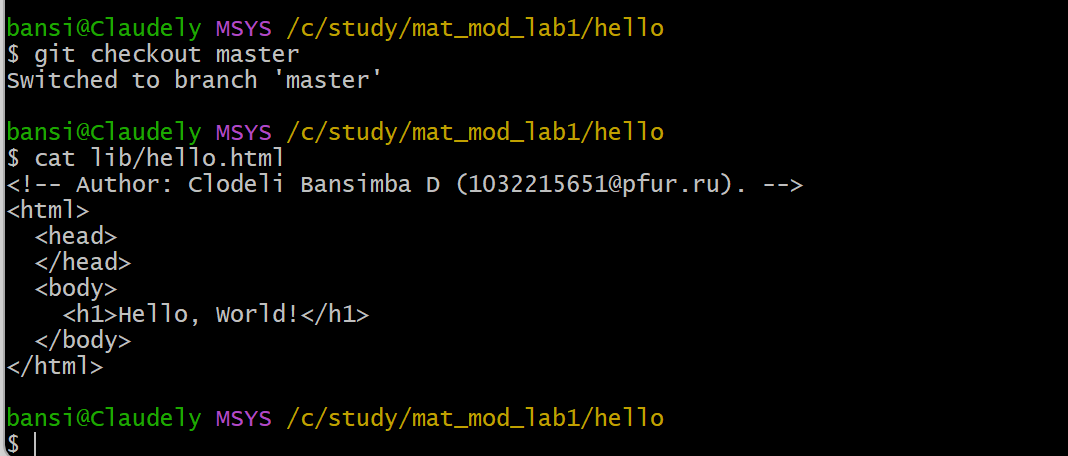 bansi@Claudely MSYS /c/study/mat_mod_lab1/hello
$ git checkout master
Switched to branch 'master'
bansi@Claudely MSYS /c/study/mat_mod_lab1/hello
$ cat lib/hello.html
<!-- Author: Clodeli Bansimba D (1032215651@pfur.ru). -->
<html>
  <head>
  </head>
  <body>
    <h1>Hello, World!</h1>
  </body>
</html>
bansi@Claudely MSYS /c/study/mat_mod_lab1/hello
$